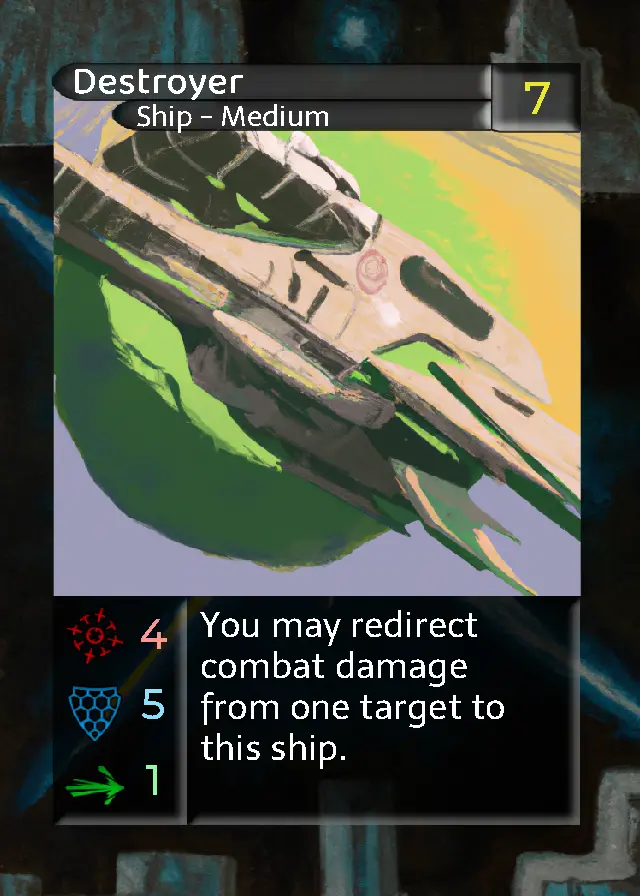 Destroyer
7
Ship – Medium
4
You may redirect
combat damage
5
from one target to
this ship.
1